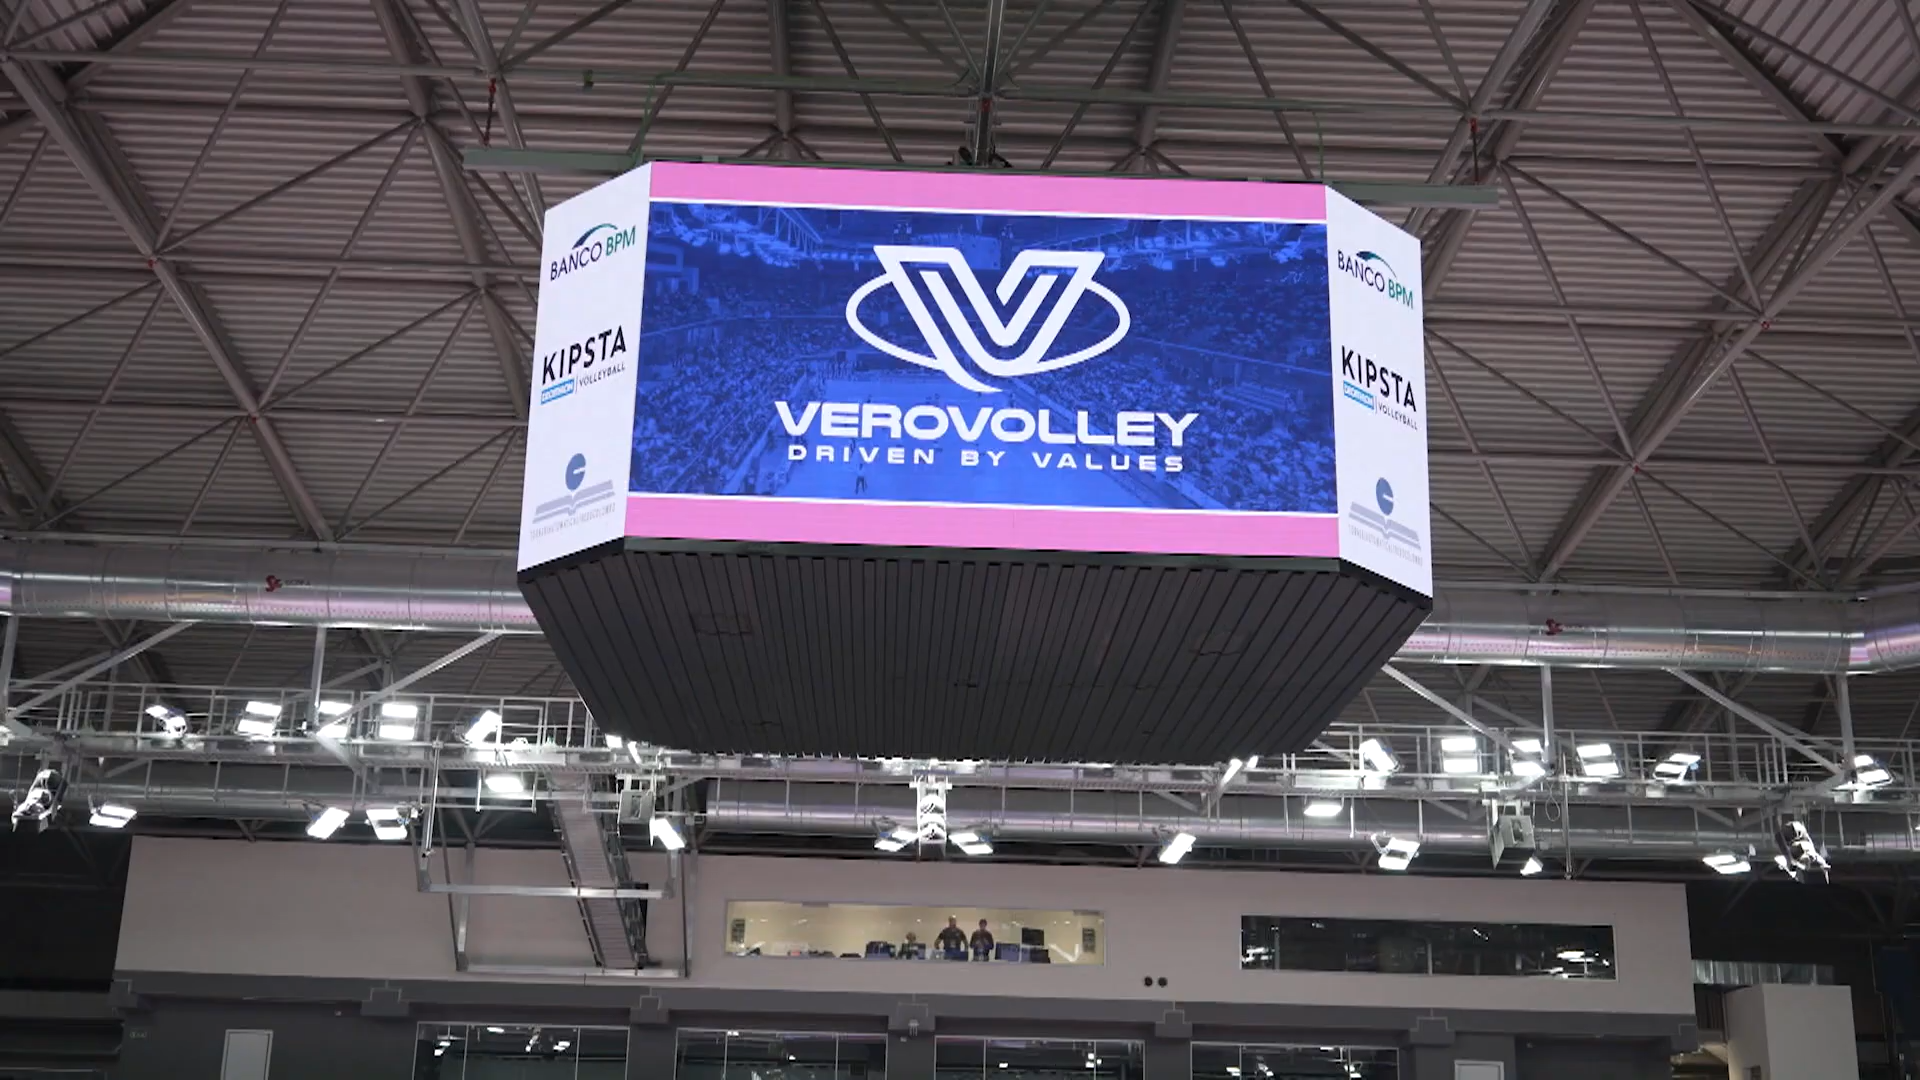 BANCO BPM
KIPSTA
DECATHLON | VOLLEYBALL
VEROVOLLEY
DRIVEN BY VALUES
BANCO BPM
KIPSTA
DECATHLON | VOLLEYBALL